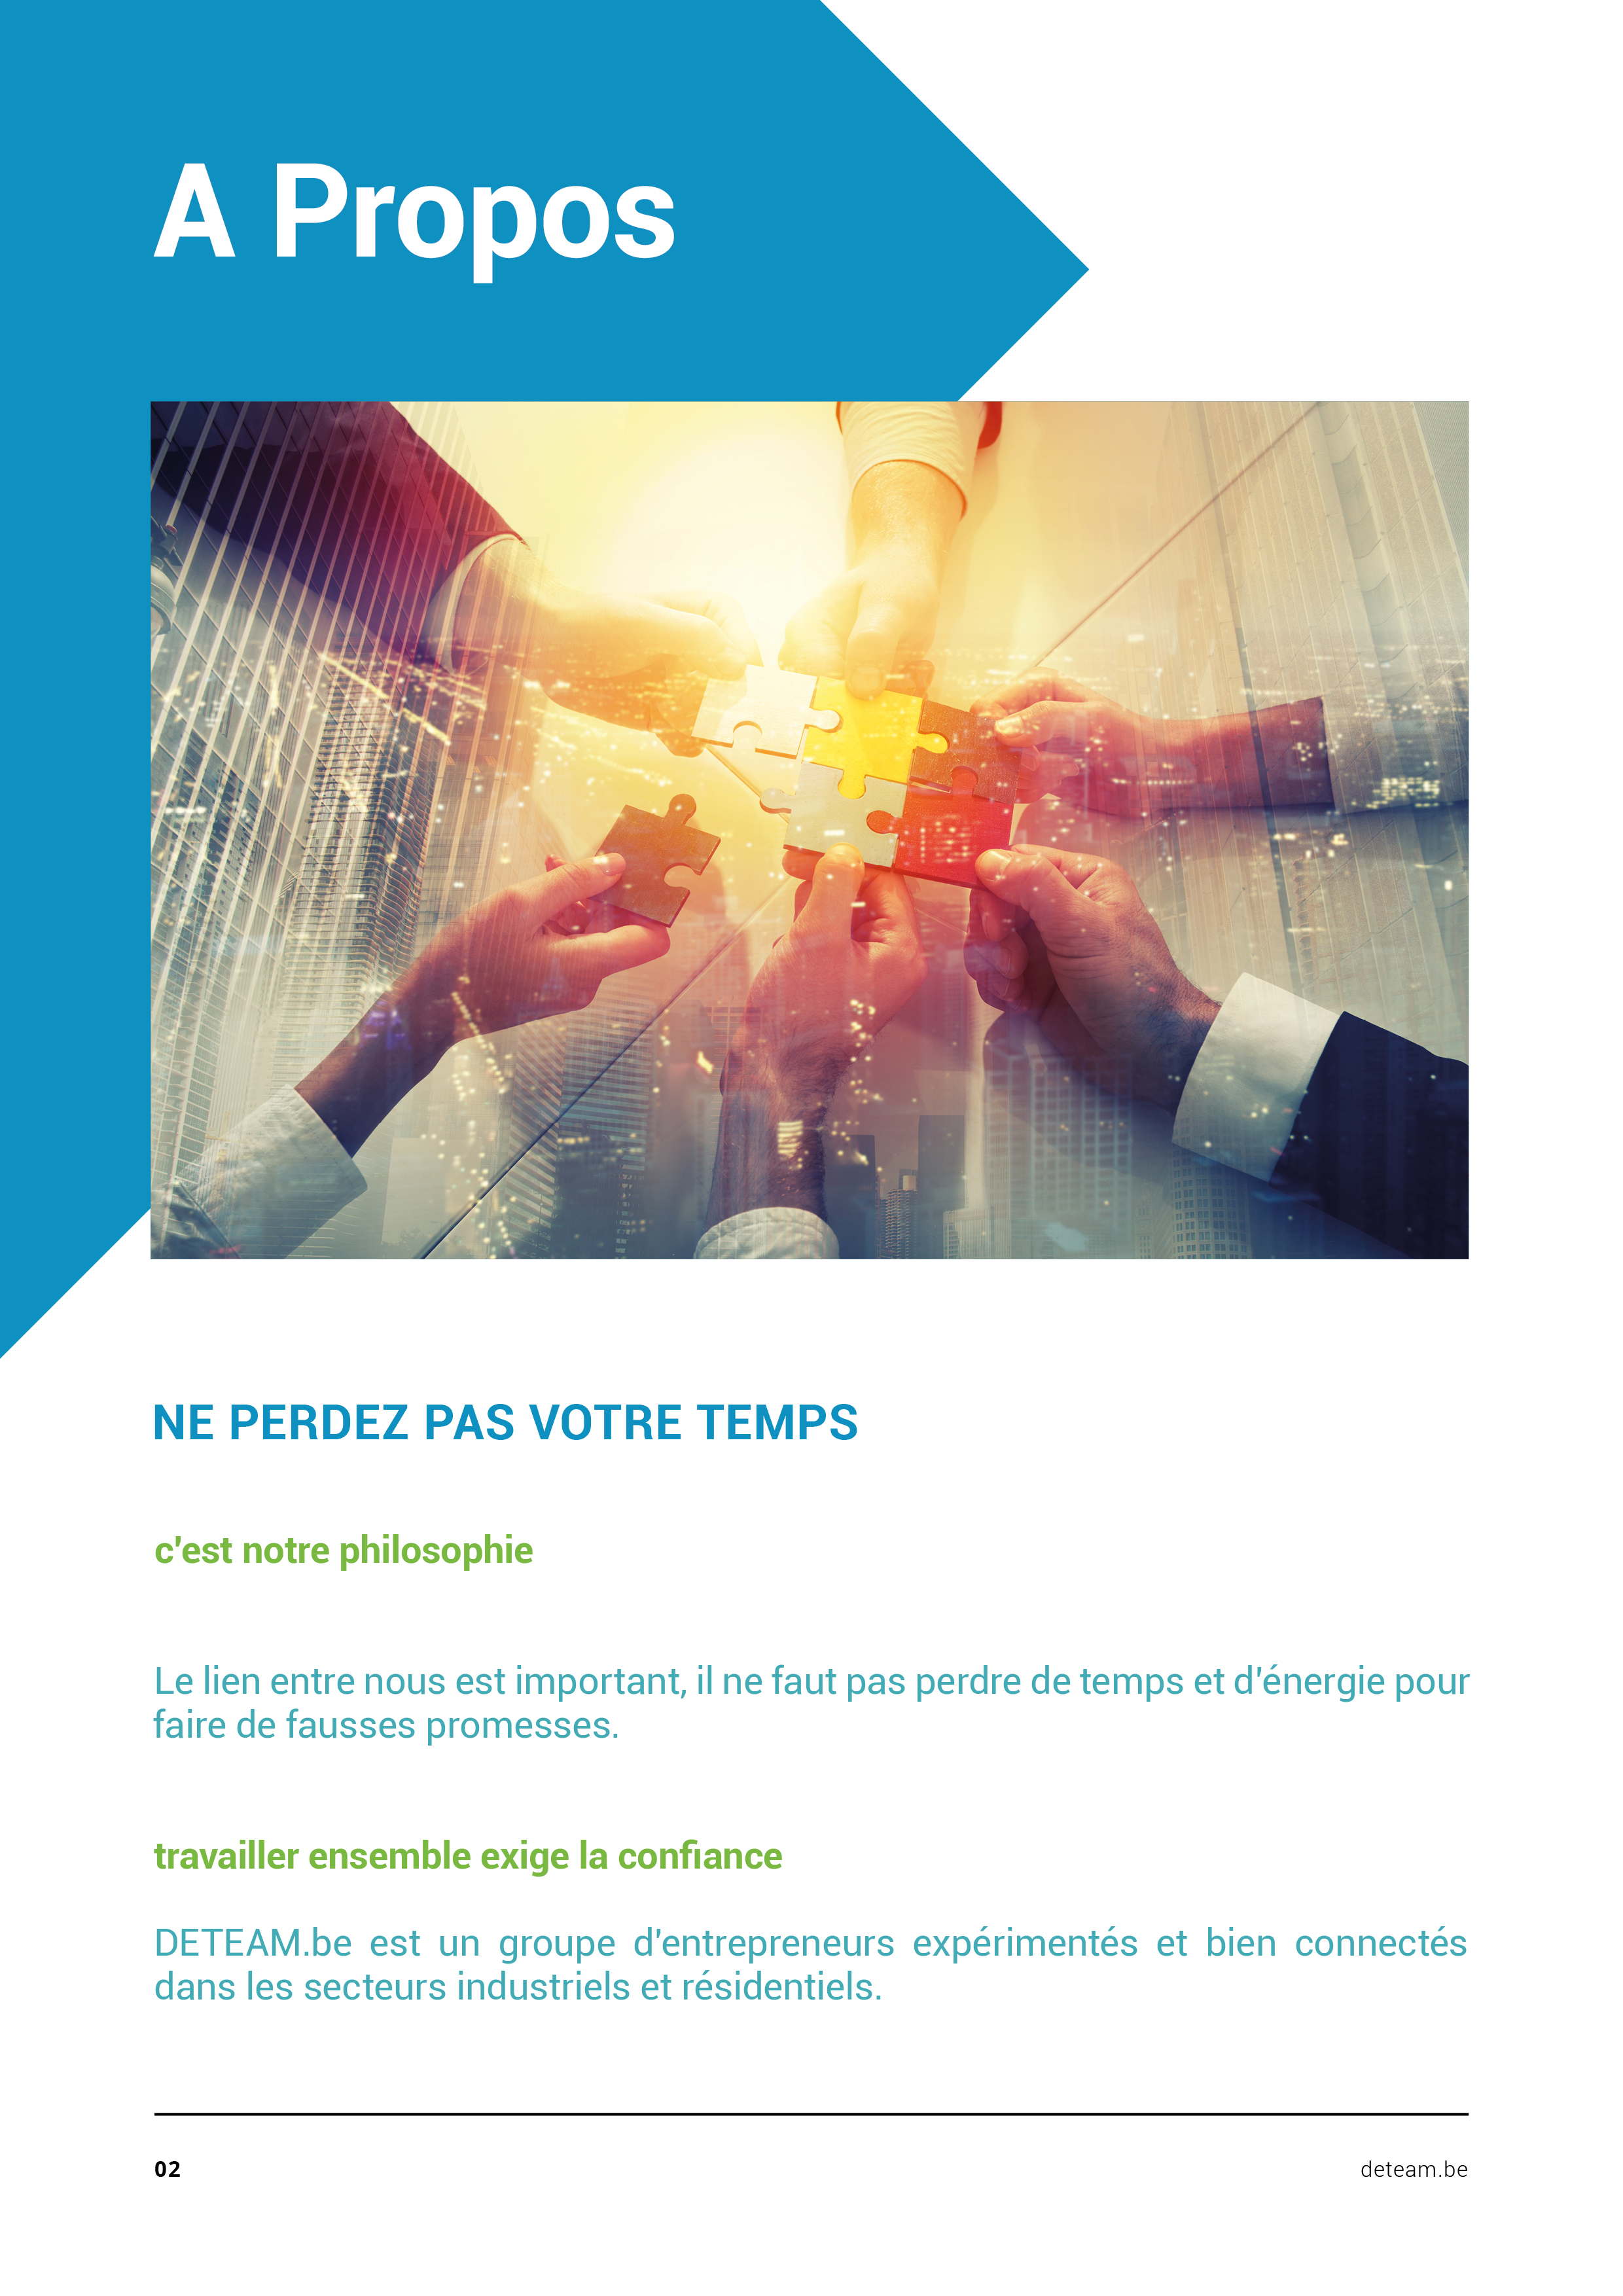 A Propos
NE PERDEZ PAS VOTRE TEMPS
c'est notre philosophie
Le lien entre nous est important, il ne faut pas perdre de temps et d'énergie pour
faire de fausses promesses.
travailler ensemble exige la confiance
DETEAM.be est un groupe d'entrepreneurs expérimentés et bien connectés
dans les secteurs industriels et résidentiels.
02
deteam.be